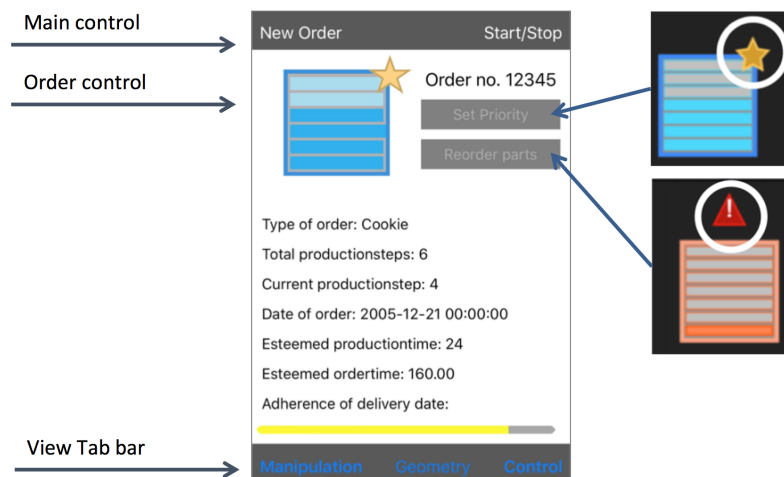 Main control
New Order Start/Stop
Order control
Order no. 12345
Set Priority
Reorder parts
!
Type of order: Cookie
Total productionsteps: 6
Current productionstep: 4
Date of order: 2005-12-21 00:00:00
Esteemed productiontime: 24
Esteemed ordertime: 160.00
Adherence of delivery date:
View Tab bar
Manipulation Geometry Control